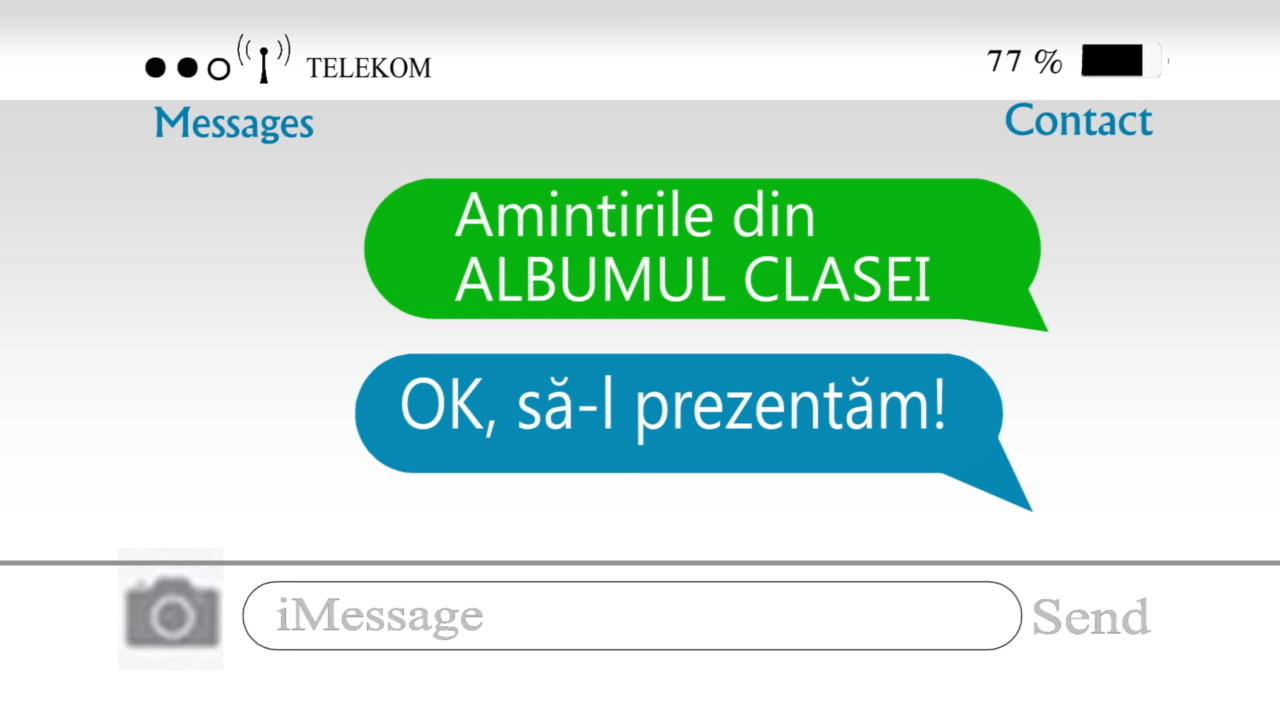 TELEKOM 77 %
Messages Contact
Amintirile din
ALBUMUL CLASEI
OK, să-l prezentăm!
iMessage Send